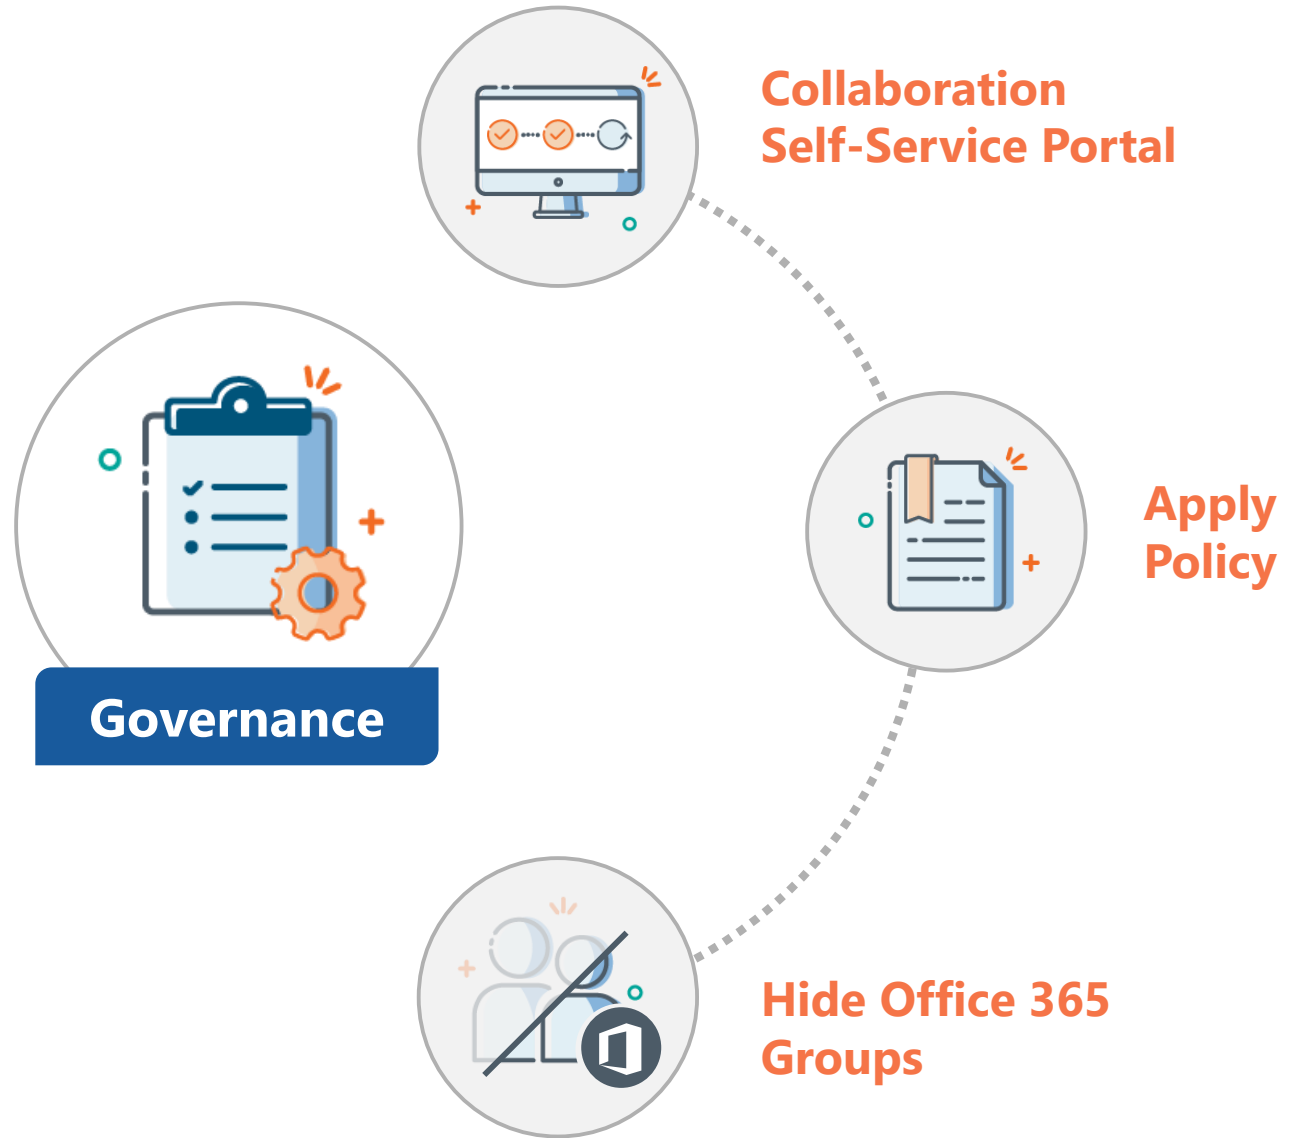 Collaboration
Self-Service Portal
Apply
Policy
Governance
Hide Office 365
Groups